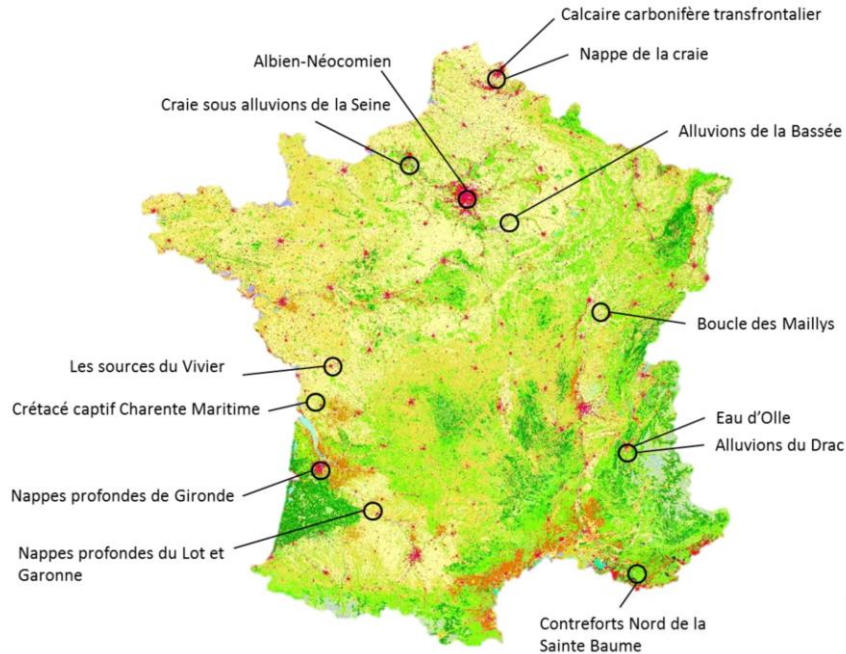 Calcaire carbonifère transfrontalier
Albien-Néocomien
Nappe de la craie
Craie sous alluvions de la Seine
Alluvions de la Bassée
Boucle des Maillys
Les sources du Vivier
Crétacé captif Charente Maritime
Eau d'Olle
Alluvions du Drac
Nappes profondes de Gironde
Nappes profondes du Lot et
Garonne
Contreforts Nord de la
Sainte Baume